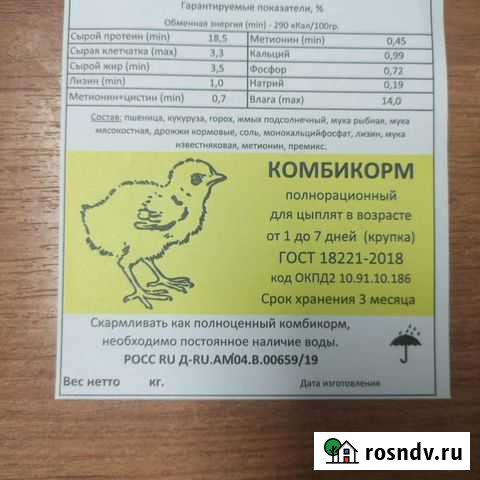 Гарантируемые показатели, %
Обменная энергия (min) - 290 кКал/100гр.
Сырой протеин (min) 18,5 Метионин (min) 0,45
Сырая клетчатка (max) 3,3 Кальций 0,99
Сырой жир (min) 3,5 Фосфор 0,72
Лизин (min) 1,0 Натрий 0,19
Метионин+цистин (min) 0,7 Влага (max) 14,0
Состав: пшеница, кукуруза, горох, жмых подсолнечный, мука рыбная, мука
мясокостная, дрожжи кормовые, соль, монокальцийфосфат, лизин, мука
известняковая, метионин, премикс.
КОМБИКОРМ
полнорационный
для цыплят в возрасте
от 1 до 7 дней (крупка)
ГОСТ 18221-2018
код ОКПД2 10.91.10.186
Срок хранения 3 месяца
Скармливать как полноценный комбикорм,
необходимо постоянное наличие воды.
РОСС RU Д-RU.АМ04.В.00659/19
Вес нетто кг. Дата изготовления
rosndv.ru